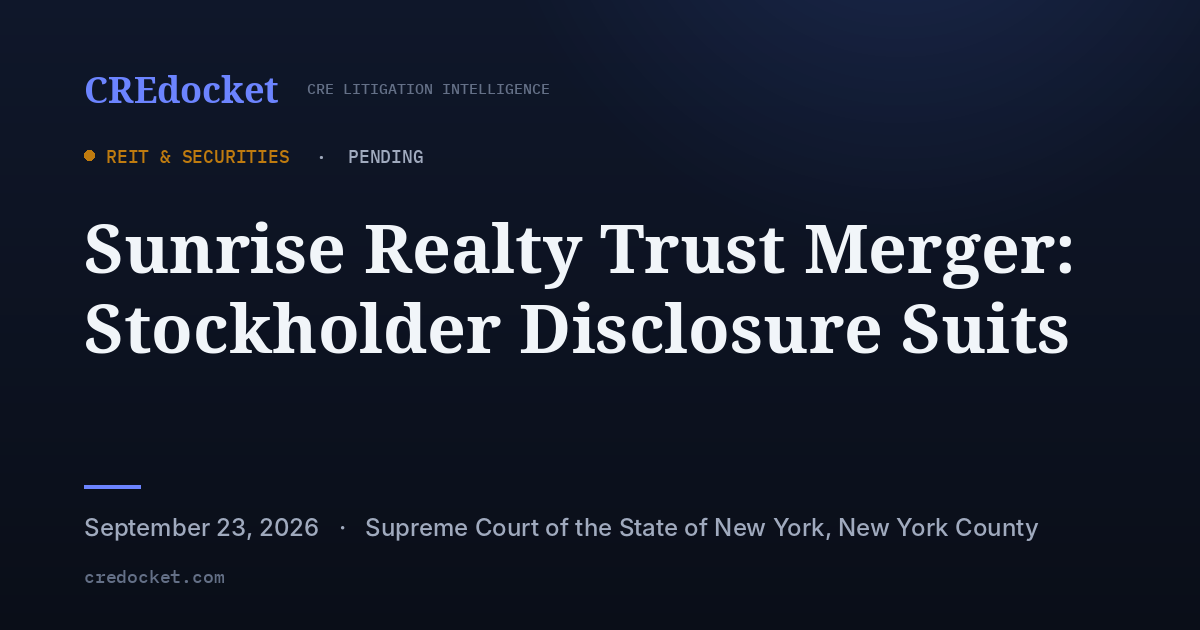 CREdocket CRE LITIGATION INTELLIGENCE
REIT & SECURITIES · PENDING
Sunrise Realty Trust Merger:
Stockholder Disclosure Suits
September 23, 2026 · Supreme Court of the State of New York, New York County
credocket.com